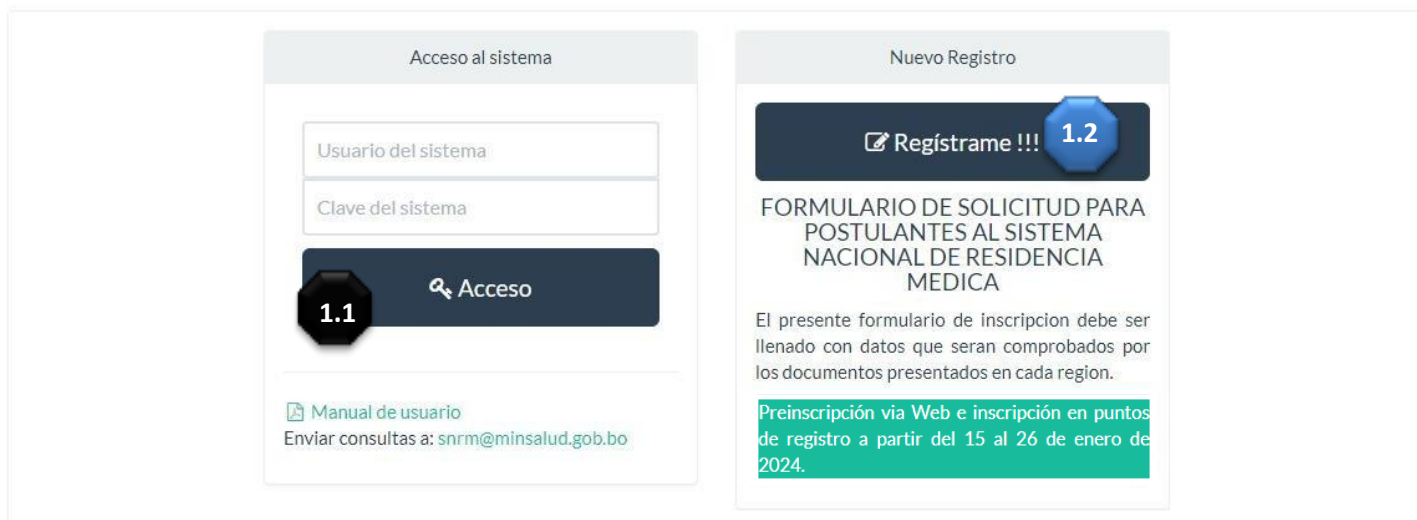 Acceso al sistema
Usuario del sistema
Clave del sistema
Acceso
1.1
Manual de usuario
Enviar consultas a: snrm@minsalud.gob.bo
Nuevo Registro
Regístrame !!!
1.2
FORMULARIO DE SOLICITUD PARA
POSTULANTES AL SISTEMA
NACIONAL DE RESIDENCIA
MEDICA
El presente formulario de inscripcion debe ser
llenado con datos que seran comprobados por
los documentos presentados en cada region.
Preinscripción via Web e inscripción en puntos
de registro a partir del 15 al 26 de enero de
2024.